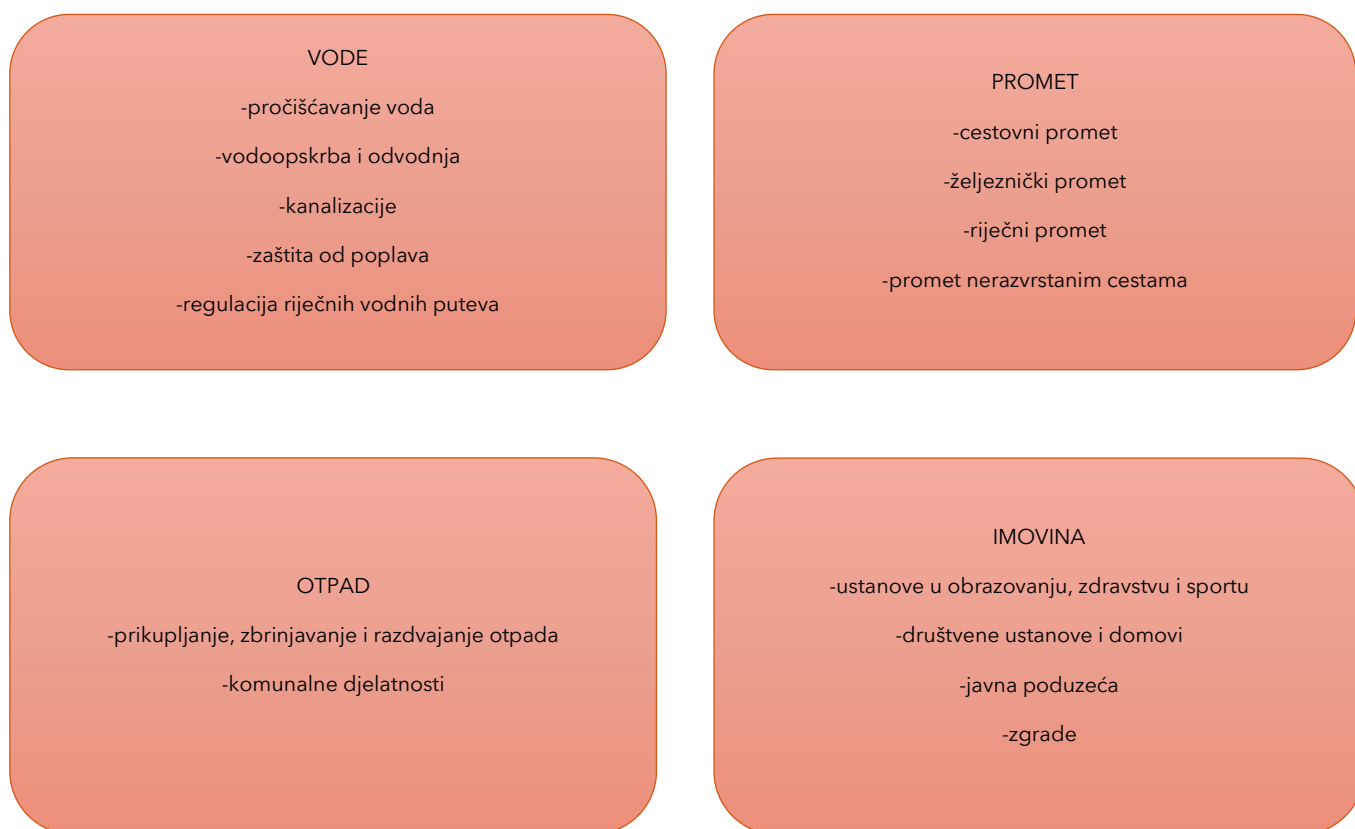 VODE
-pročišćavanje voda
-vodoopskrba i odvodnja
-kanalizacije
-zaštita od poplava
-regulacija riječnih vodnih puteva
PROMET
-cestovni promet
-željeznički promet
-riječni promet
-promet nerazvrstanim cestama
OTPAD
-prikupljanje, zbrinjavanje i razdvajanje otpada
-komunalne djelatnosti
IMOVINA
-ustanove u obrazovanju, zdravstvu i sportu
-društvene ustanove i domovi
-javna poduzeća
-zgrade